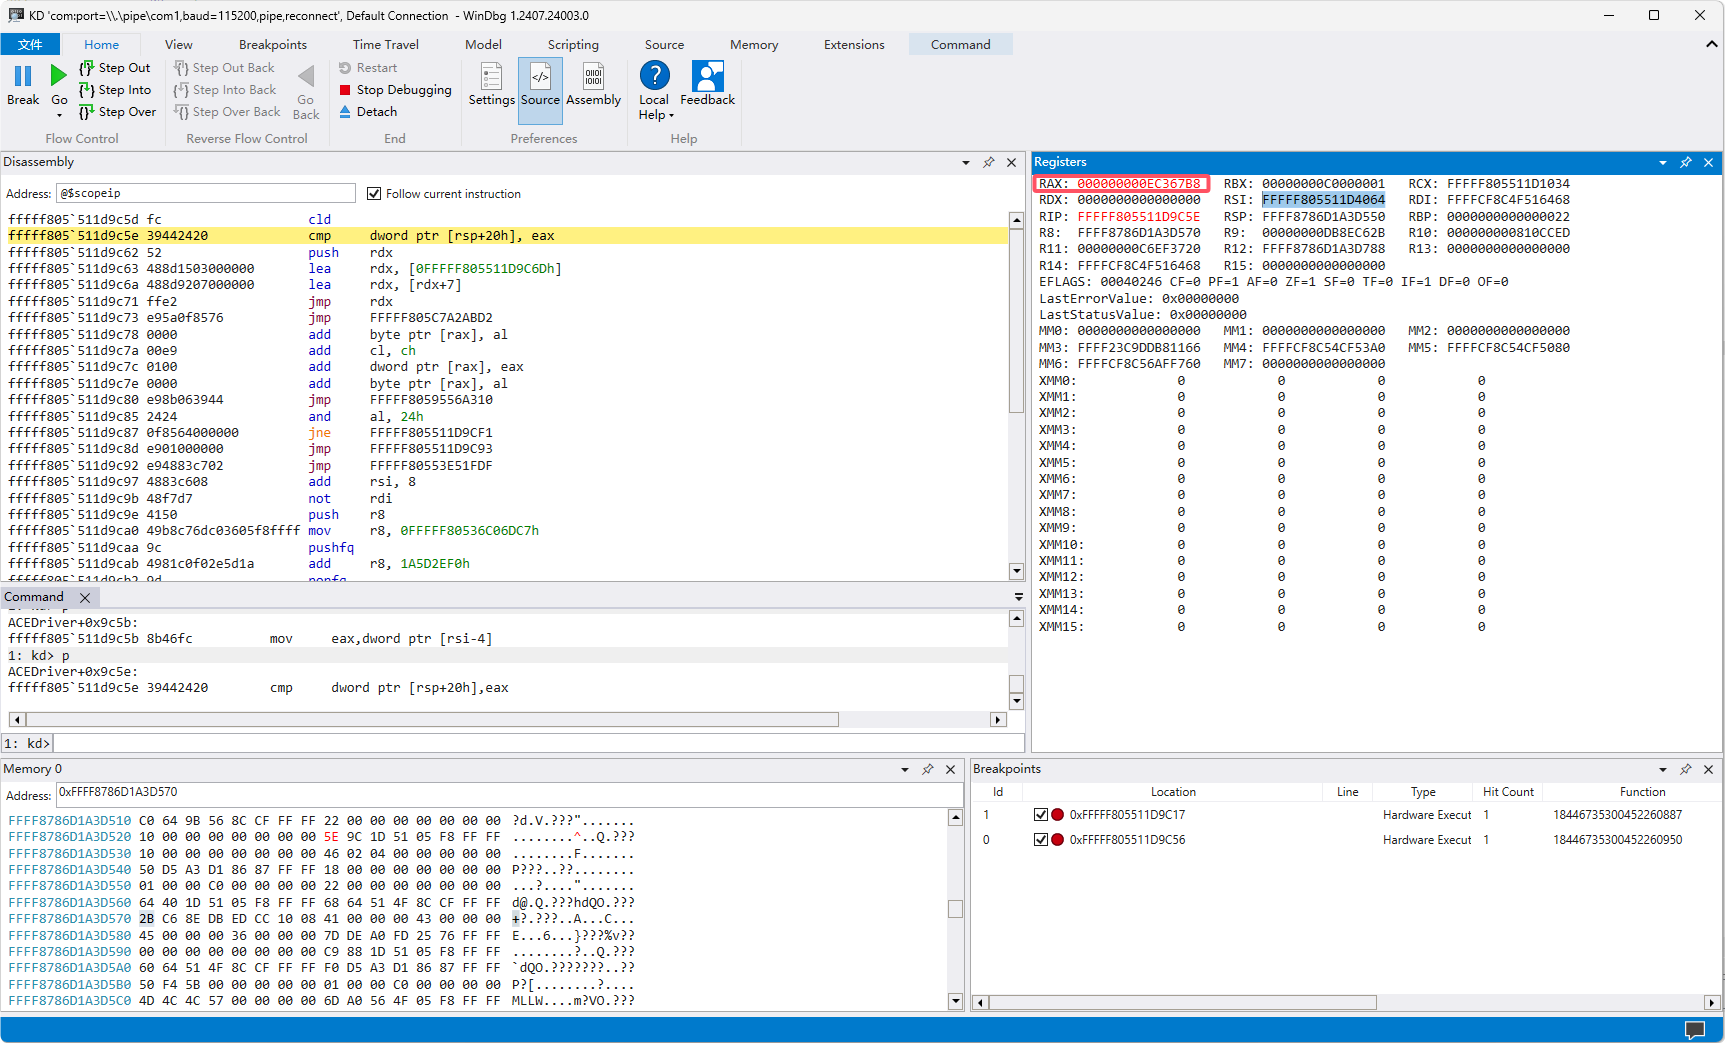 KD 'com:port=\\.\pipe\com1,baud=115200,pipe,reconnect', Default Connection - WinDbg 1.2407.24003.0
文件 Home View Breakpoints Time Travel Model Scripting Source Memory Extensions Command
Break Go Step Out Step Into Step Over
Flow Control
Step Out Back Step Into Back Step Over Back Go Back
Reverse Flow Control
Restart
Stop Debugging
Detach
End
Settings Source Assembly
Preferences
Local Help Feedback
Help
Disassembly
Address: @$scopeip Follow current instruction
fffff805`511d9c5d fc cld
fffff805`511d9c5e 39442420 cmp dword ptr [rsp+20h], eax
fffff805`511d9c62 52 push rdx
fffff805`511d9c63 488d1503000000 lea rdx, [0FFFFF805511D9C6Dh]
fffff805`511d9c6a 488d9207000000 lea rdx, [rdx+7]
fffff805`511d9c71 ffe2 jmp rdx
fffff805`511d9c73 e95a0f8576 jmp FFFFF805C7A2ABD2
fffff805`511d9c78 0000 add byte ptr [rax], al
fffff805`511d9c7a 00e9 add cl, ch
fffff805`511d9c7c 0100 add dword ptr [rax], eax
fffff805`511d9c7e 0000 add byte ptr [rax], al
fffff805`511d9c80 e98b063944 jmp FFFFF8059556A310
fffff805`511d9c85 2424 and al, 24h
fffff805`511d9c87 0f8564000000 jne FFFFF805511D9CF1
fffff805`511d9c8d e901000000 jmp FFFFF805511D9C93
fffff805`511d9c92 e94883c702 jmp FFFFF80553E51FDF
fffff805`511d9c97 4883c608 add rsi, 8
fffff805`511d9c9b 48f7d7 not rdi
fffff805`511d9c9e 4150 push r8
fffff805`511d9ca0 49b8c76dc03605f8ffff mov r8, 0FFFFF80536C06DC7h
fffff805`511d9caa 9c pushfq
fffff805`511d9cab 4981c0f02e5d1a add r8, 1A5D2EF0h
fffff805`511d9cb2 9d popfq
Command
1: kd> p
ACEDriver+0x9c5b:
fffff805`511d9c5b 8b46fc mov eax,dword ptr [rsi-4]
1: kd> p
ACEDriver+0x9c5e:
fffff805`511d9c5e 39442420 cmp dword ptr [rsp+20h],eax
1: kd>
Registers
RAX: 000000000EC367B8 RBX: 00000000C0000001 RCX: FFFFF805511D1034
RDX: 0000000000000000 RSI: FFFFF805511D4064 RDI: FFFFCF8C4F516468
RIP: FFFFF805511D9C5E RSP: FFFF8786D1A3D550 RBP: 0000000000000022
R8: FFFF8786D1A3D570 R9: 00000000DB8EC62B R10: 000000000810CCED
R11: 00000000C6EF3720 R12: FFFF8786D1A3D788 R13: 0000000000000000
R14: FFFFCF8C4F516468 R15: 0000000000000000
EFLAGS: 00040246 CF=0 PF=1 AF=0 ZF=1 SF=0 TF=0 IF=1 DF=0 OF=0
LastErrorValue: 0x00000000
LastStatusValue: 0x00000000
MM0: 0000000000000000 MM1: 0000000000000000 MM2: 0000000000000000
MM3: FFFF23C9DDB81166 MM4: FFFFCF8C54CF53A0 MM5: FFFFCF8C54CF5080
MM6: FFFFCF8C56AFF760 MM7: 0000000000000000
XMM0: 0 0 0 0
XMM1: 0 0 0 0
XMM2: 0 0 0 0
XMM3: 0 0 0 0
XMM4: 0 0 0 0
XMM5: 0 0 0 0
XMM6: 0 0 0 0
XMM7: 0 0 0 0
XMM8: 0 0 0 0
XMM9: 0 0 0 0
XMM10: 0 0 0 0
XMM11: 0 0 0 0
XMM12: 0 0 0 0
XMM13: 0 0 0 0
XMM14: 0 0 0 0
XMM15: 0 0 0 0
Memory 0
Address: 0xFFFF8786D1A3D570
FFFF8786D1A3D510 C0 64 9B 56 8C CF FF FF 22 00 00 00 00 00 00 00 ?d.V.???".......
FFFF8786D1A3D520 10 00 00 00 00 00 00 00 5E 9C 1D 51 05 F8 FF FF ........^..Q.???
FFFF8786D1A3D530 10 00 00 00 00 00 00 00 46 02 04 00 00 00 00 00 ........F.......
FFFF8786D1A3D540 50 D5 A3 D1 86 87 FF FF 18 00 00 00 00 00 00 00 P???..??........
FFFF8786D1A3D550 01 00 00 C0 00 00 00 00 22 00 00 00 00 00 00 00 ...?....".......
FFFF8786D1A3D560 64 40 1D 51 05 F8 FF FF 68 64 51 4F 8C CF FF FF d@.Q.???hdQO.???
FFFF8786D1A3D570 2B C6 8E DB ED CC 10 08 41 00 00 00 43 00 00 00 +?.???..A...C...
FFFF8786D1A3D580 45 00 00 00 36 00 00 00 7D DE A0 FD 25 76 FF FF E...6...}???%v??
FFFF8786D1A3D590 00 00 00 00 00 00 00 00 C9 88 1D 51 05 F8 FF FF ........?..Q.???
FFFF8786D1A3D5A0 60 64 51 4F 8C CF FF FF F0 D5 A3 D1 86 87 FF FF `dQO.???????..??
FFFF8786D1A3D5B0 50 F4 5B 00 00 00 00 00 01 00 00 C0 00 00 00 00 P?[........?....
FFFF8786D1A3D5C0 4D 4C 4C 57 00 00 00 00 6D A0 56 4F 05 F8 FF FF MLLW....m?VO.???
Breakpoints
Id Location Line Type Hit Count Function
1 0xFFFFF805511D9C17 Hardware Execut 1 18446735300452260887
0 0xFFFFF805511D9C56 Hardware Execut 1 18446735300452260950